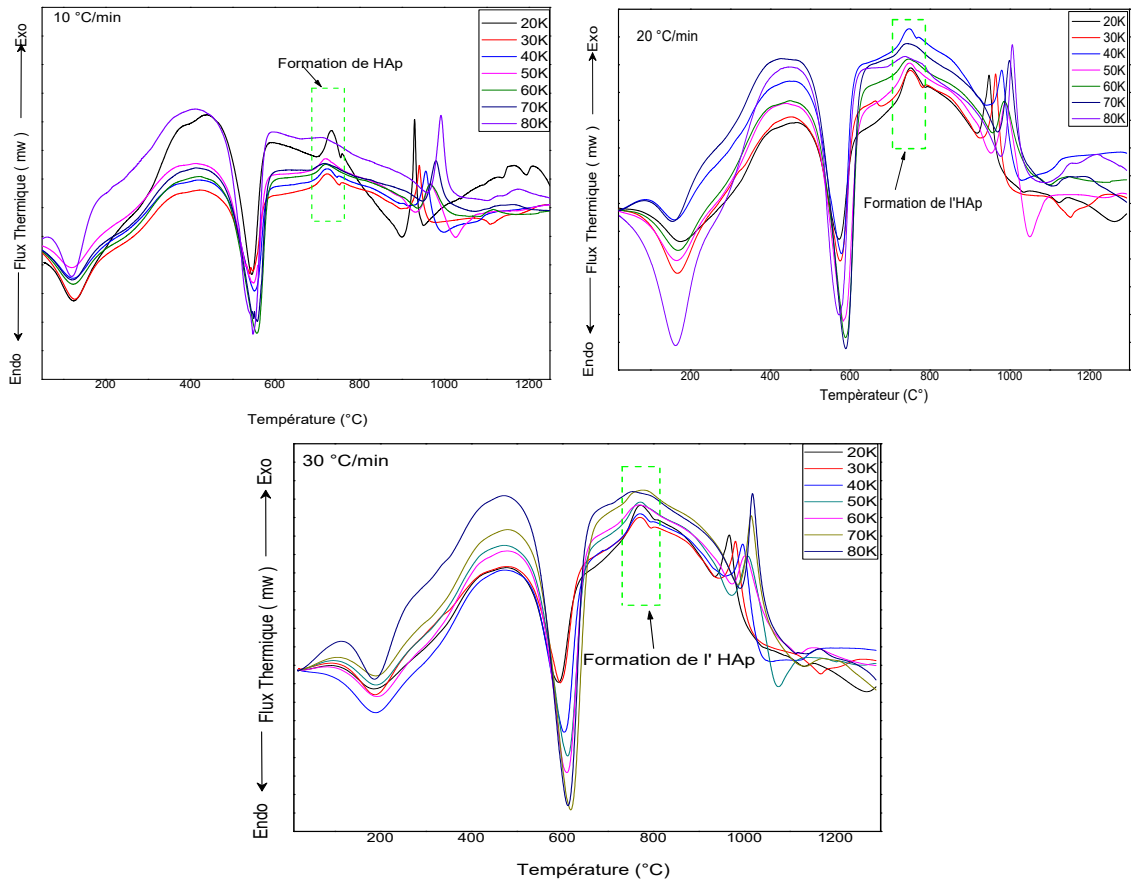 10 °C/min
Exo
Flux Thermique ( mw )
Endo
Formation de HAp
20K
30K
40K
50K
60K
70K
80K
200 400 600 800 1000 1200
Température (°C)
20 °C/min
Exo
Flux Thermique ( mw )
Endo
20K
30K
40K
50K
60K
70K
80K
Formation de l'HAp
200 400 600 800 1000 1200
Tempèrateur (C°)
30 °C/min
Exo
Flux Thermique ( mw )
Endo
20K
30K
40K
50K
60K
70K
80K
Formation de l' HAp
200 400 600 800 1000 1200
Température (°C)